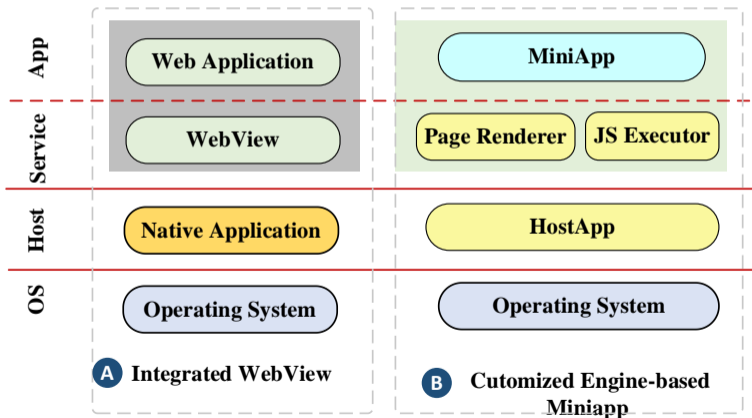 App
Web Application
MiniApp
Service
WebView
Page Renderer
JS Executor
Host
Native Application
HostApp
OS
Operating System
Operating System
A Integrated WebView
B Cutomized Engine-based
Miniapp